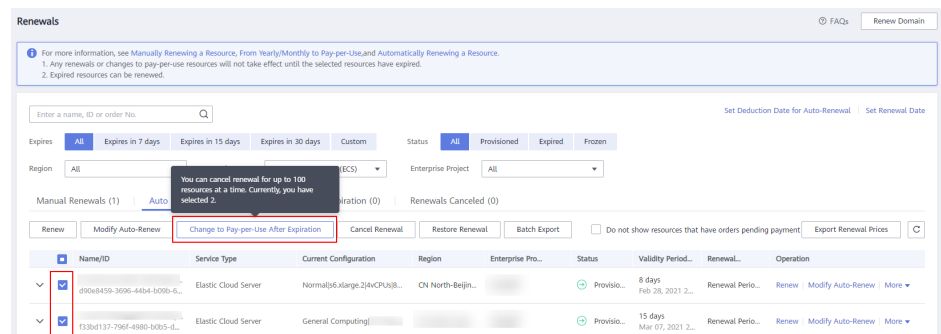 Renewals
FAQs
Renew Domain
For more information, see Manually Renewing a Resource, From Yearly/Monthly to Pay-per-Use,and Automatically Renewing a Resource.
1. Any renewals or changes to pay-per-use resources will not take effect until the selected resources have expired.
2. Expired resources can be renewed.
Enter a name, ID or order No.
Set Deduction Date for Auto-Renewal
Set Renewal Date
Expires All Expires in 7 days Expires in 15 days Expires in 30 days Custom
Status All Provisioned Expired Frozen
Region All
(ECS)
Enterprise Project All
You can cancel renewal for up to 100
resources at a time. Currently, you have
selected 2.
Manual Renewals (1)
Auto
(0)
Renewals Canceled (0)
Renew Modify Auto-Renew Change to Pay-per-Use After Expiration Cancel Renewal Restore Renewal Batch Export Do not show resources that have orders pending payment Export Renewal Prices
Name/ID Service Type Current Configuration Region Enterprise Pro... Status Validity Period... Renewal... Operation
d90e8459-3696-44b4-b09b-6... Elastic Cloud Server Normal|s6.xlarge.2|4vCPUs|8... CN North-Beijin... Provisio... 8 days Renewal Perio... Renew Modify Auto-Renew More
Feb 28, 2021 2...
f33bd137-796f-4980-b0b5-d... Elastic Cloud Server General Computing| Provisio... 15 days Renewal Perio... Renew Modify Auto-Renew More
Mar 07, 2021 2...